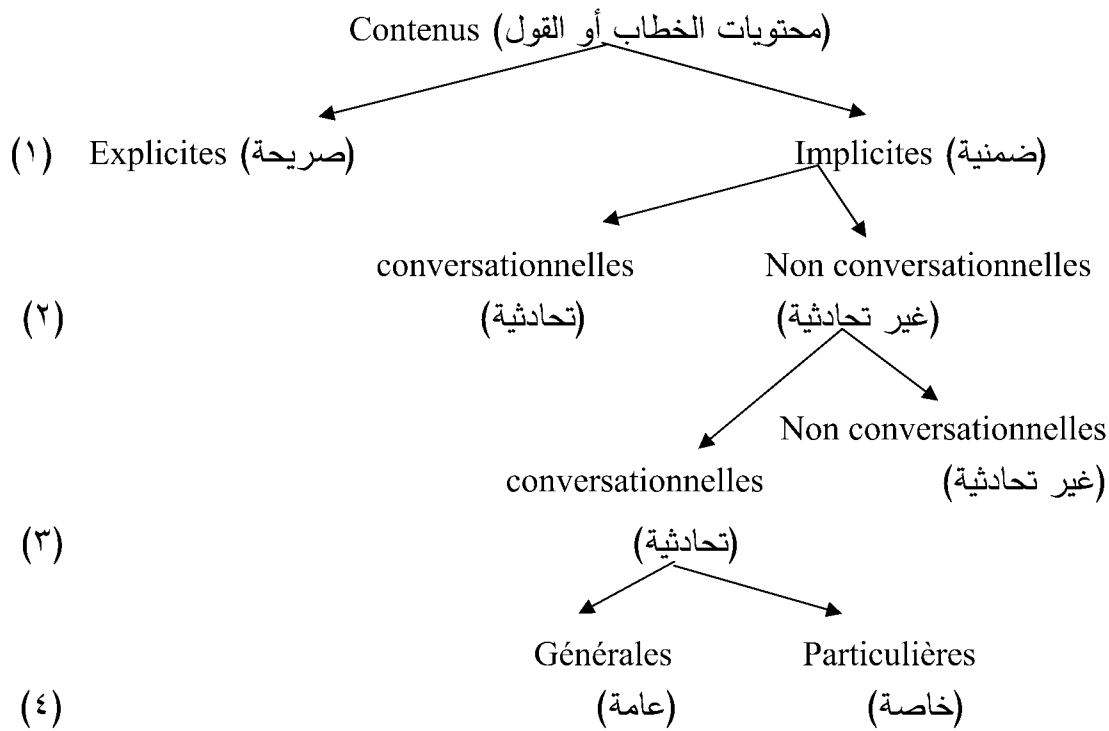 Contenus (محتويات الخطاب أو القول)
(١) Explicites (صريحة) Implicites (ضمنية)
conversationnelles Non conversationnelles
(٢) (تحادثية) (غير تحادثية)
Non conversationnelles
conversationnelles (غير تحادثية)
(٣) (تحادثية)
Générales Particulières
(٤) (عامة) (خاصة)